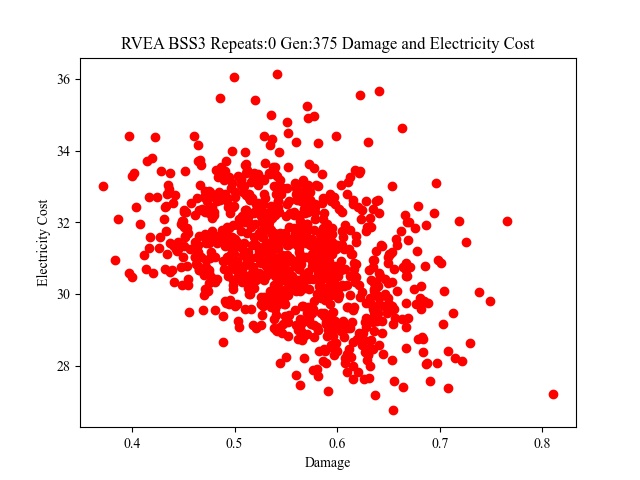 RVEA BSS3 Repeats:0 Gen:375 Damage and Electricity Cost
36
34
32
30
28
Electricity Cost
0.4 0.5 0.6 0.7 0.8
Damage